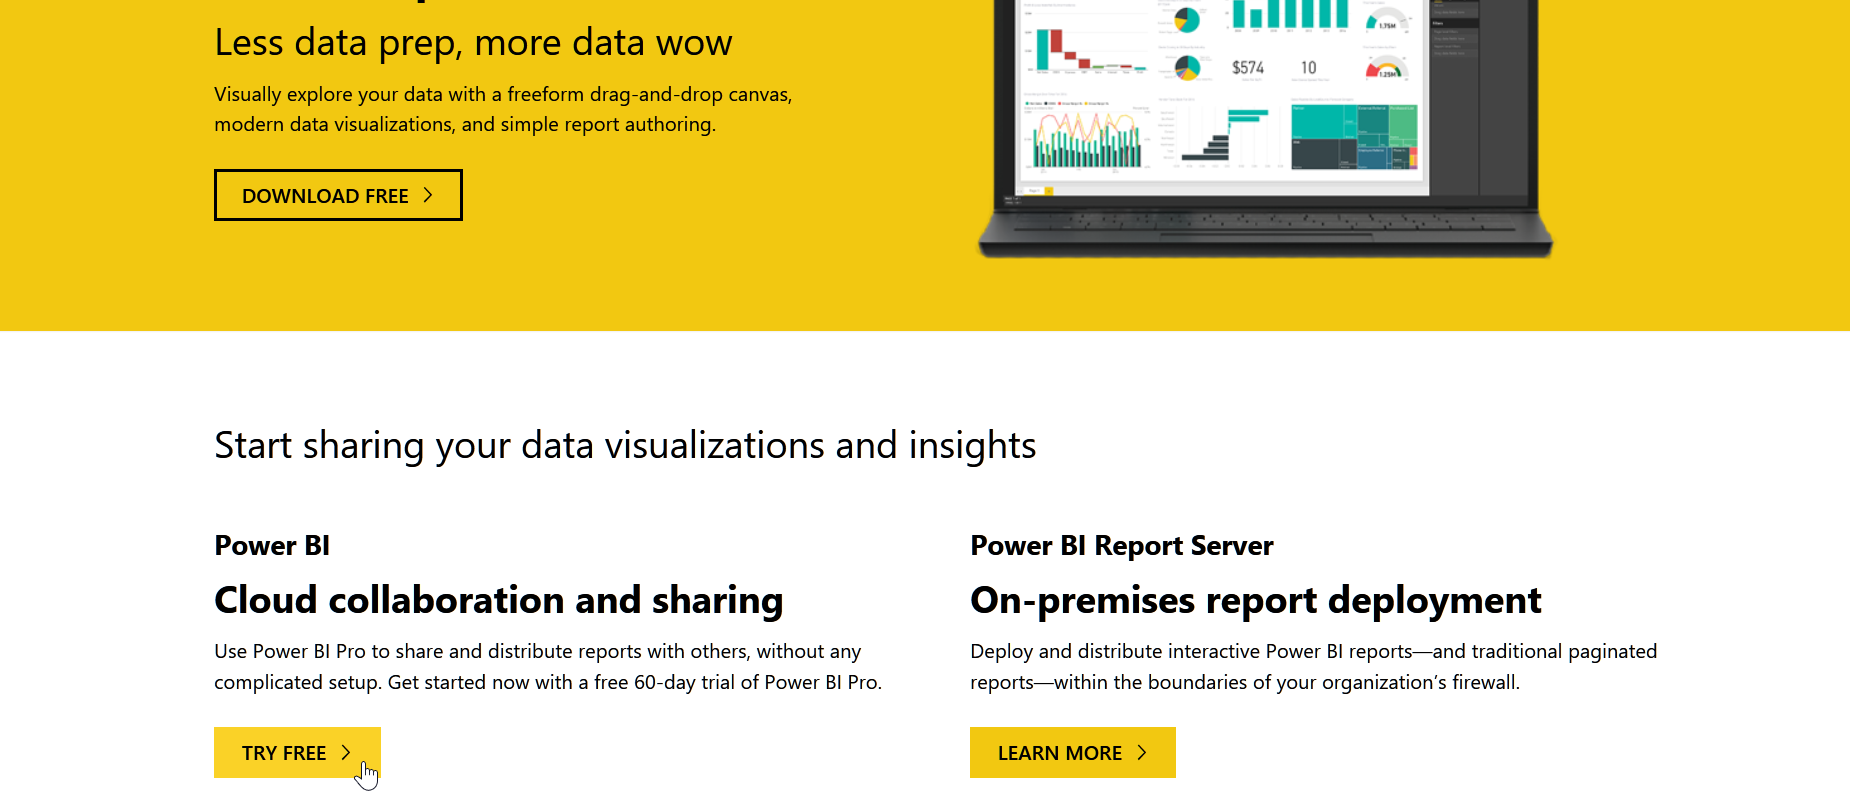 Less data prep, more data wow
Visually explore your data with a freeform drag-and-drop canvas,
modern data visualizations, and simple report authoring.
DOWNLOAD FREE
$574
10
1.75M
1.25M
Start sharing your data visualizations and insights
Power BI
Cloud collaboration and sharing
Use Power BI Pro to share and distribute reports with others, without any
complicated setup. Get started now with a free 60-day trial of Power BI Pro.
TRY FREE
Power BI Report Server
On-premises report deployment
Deploy and distribute interactive Power BI reports—and traditional paginated
reports—within the boundaries of your organization’s firewall.
LEARN MORE